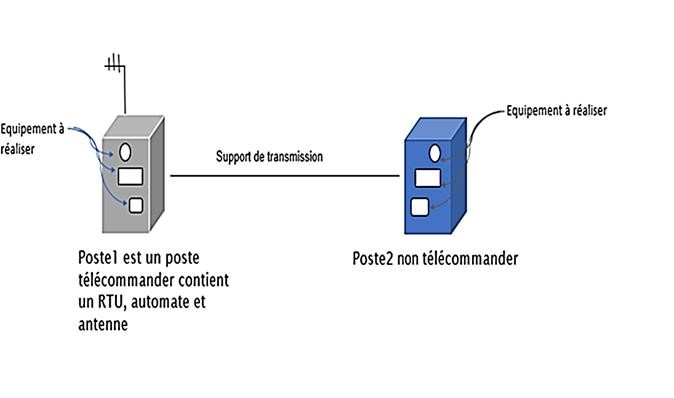 Equipement à
réaliser
Equipement à réaliser
Support de transmission
Poste1 est un poste
télécommander contient
un RTU, automate et
antenne
Poste2 non télécommander